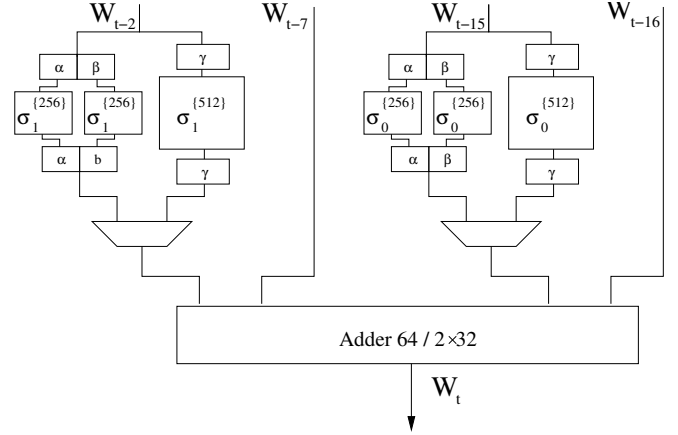 W_{t−2} W_{t−7} W_{t−15} W_{t−16}
γ γ
α β α β
σ_1^{256} σ_1^{256} σ_1^{512} σ_0^{256} σ_0^{256} σ_0^{512}
α b α β
γ γ
Adder 64 / 2×32
W_t